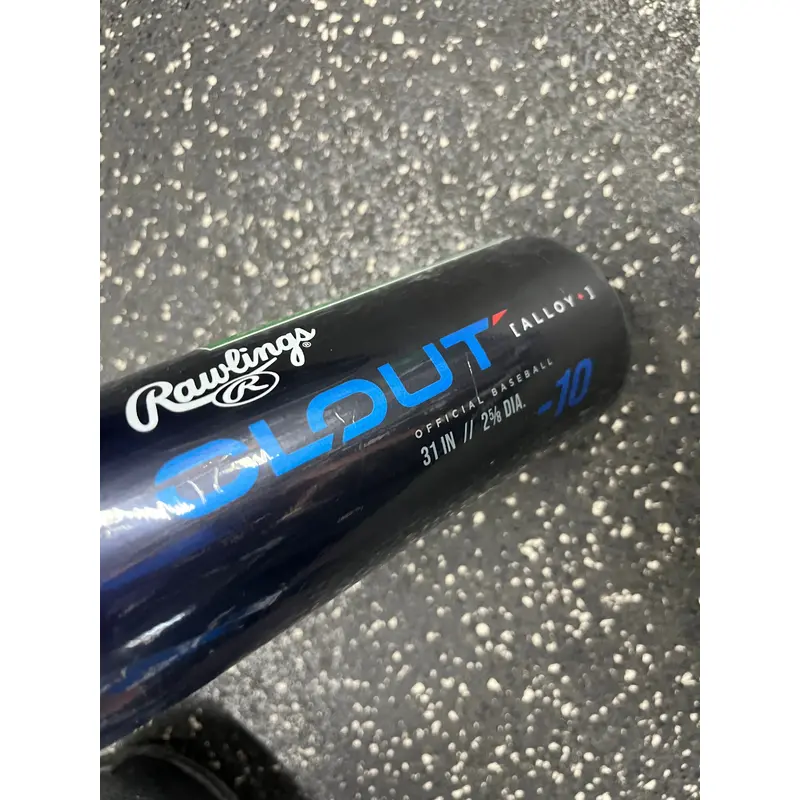 Rawlings®
R
CLOUT
[ALLOY+]
OFFICIAL BASEBALL
31 IN // 2⅝ DIA.
-10